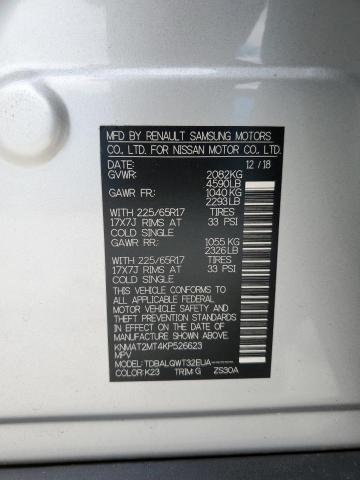 MFD BY RENAULT SAMSUNG MOTORS
CO., LTD. FOR NISSAN MOTOR CO., LTD.
DATE: 12/18
GVWR: 2082KG
4590LB
GAWR FR: 1040KG
2293LB
WITH 225/65R17 TIRES
17X7J RIMS AT 33 PSI
COLD SINGLE
GAWR RR: 1055KG
2326LB
WITH 225/65R17 TIRES
17X7J RIMS AT 33 PSI
COLD SINGLE
THIS VEHICLE CONFORMS TO
ALL APPLICABLE FEDERAL
MOTOR VEHICLE SAFETY,
BUMPER, AND THEFT
PREVENTION STANDARDS IN
EFFECT ON THE DATE OF
MANUFACTURE SHOWN ABOVE.
KNMAT2MT4KP526623
MPV
MODEL: TDBALGWT32EUA-----
COLOR: K23 TRIM: G ZS30A